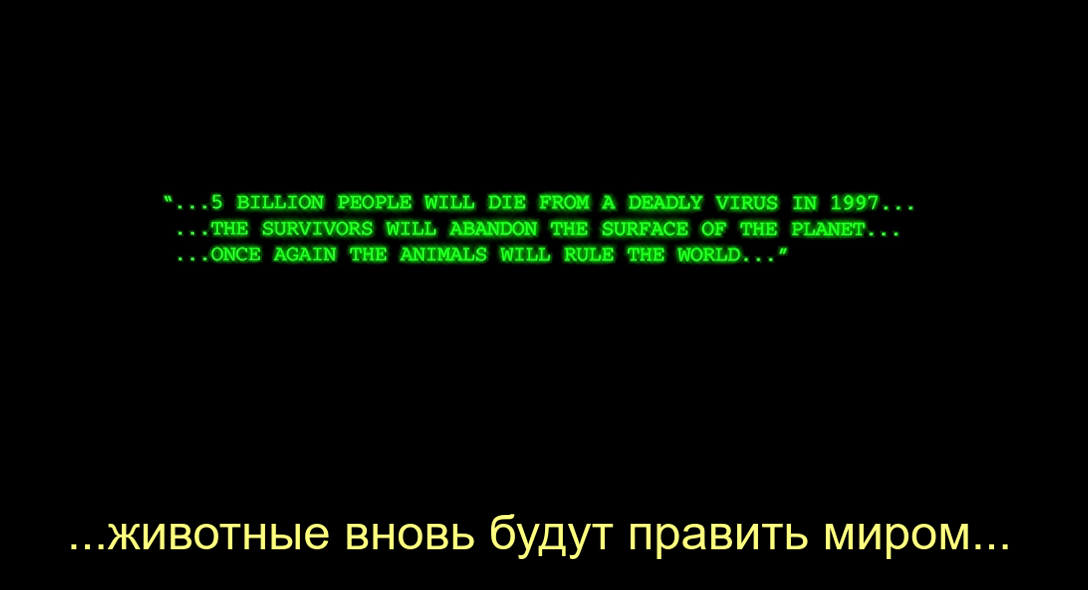 “...5 BILLION PEOPLE WILL DIE FROM A DEADLY VIRUS IN 1997...
...THE SURVIVORS WILL ABANDON THE SURFACE OF THE PLANET...
...ONCE AGAIN THE ANIMALS WILL RULE THE WORLD...”
...животные вновь будут править миром...